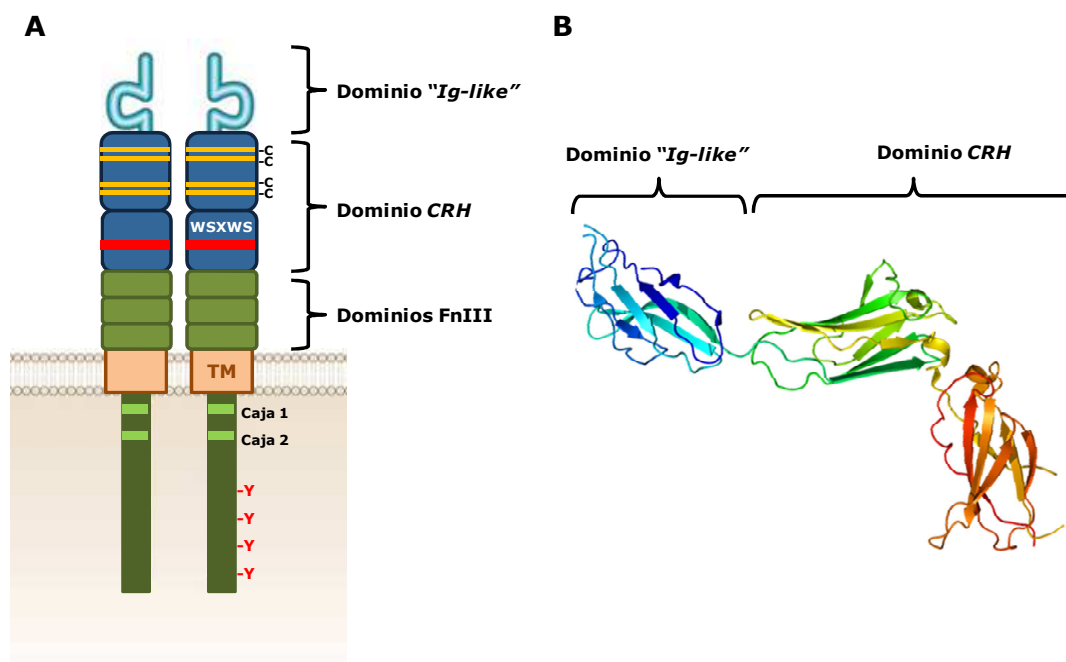 A
Dominio “Ig-like”
-C
-C
-C
-C
WSXWS
Dominio CRH
Dominios FnIII
TM
Caja 1
Caja 2
-Y
-Y
-Y
-Y
B
Dominio “Ig-like”
Dominio CRH